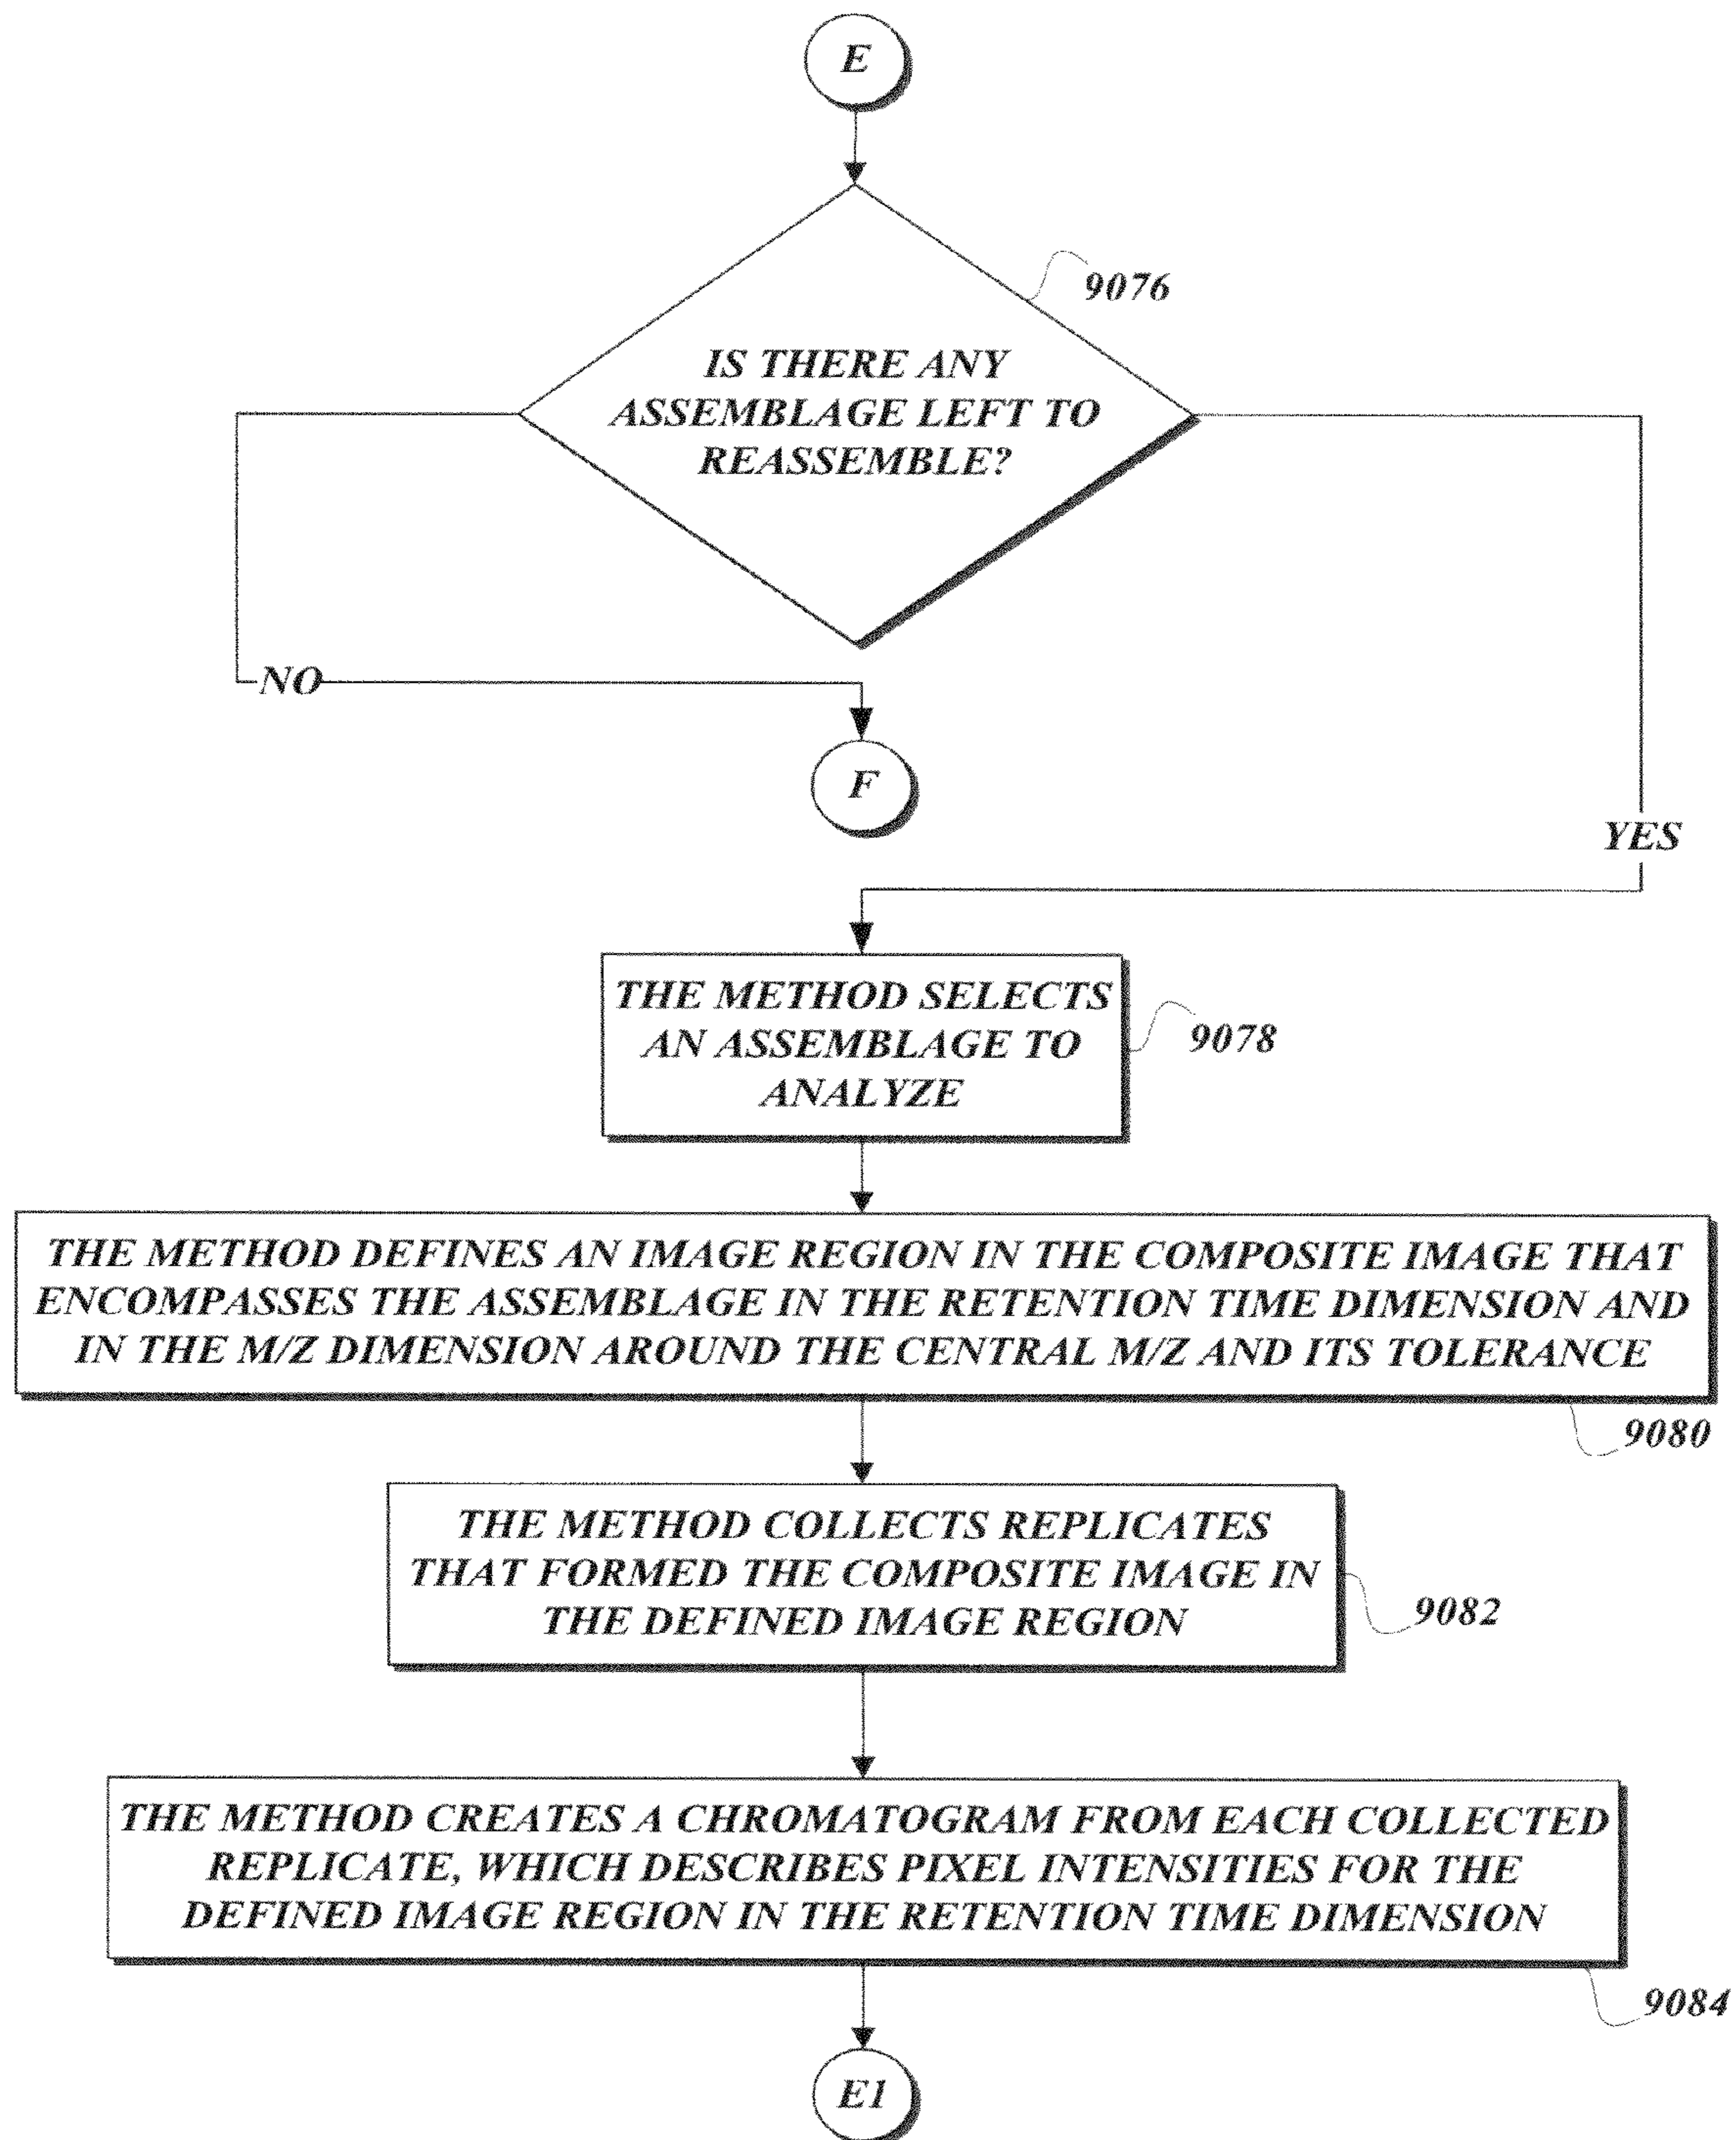 E
9076
IS THERE ANY
ASSEMBLAGE LEFT TO
REASSEMBLE?
NO
F
YES
THE METHOD SELECTS
AN ASSEMBLAGE TO
ANALYZE
9078
THE METHOD DEFINES AN IMAGE REGION IN THE COMPOSITE IMAGE THAT
ENCOMPASSES THE ASSEMBLAGE IN THE RETENTION TIME DIMENSION AND
IN THE M/Z DIMENSION AROUND THE CENTRAL M/Z AND ITS TOLERANCE
9080
THE METHOD COLLECTS REPLICATES
THAT FORMED THE COMPOSITE IMAGE IN
THE DEFINED IMAGE REGION
9082
THE METHOD CREATES A CHROMATOGRAM FROM EACH COLLECTED
REPLICATE, WHICH DESCRIBES PIXEL INTENSITIES FOR THE
DEFINED IMAGE REGION IN THE RETENTION TIME DIMENSION
9084
E1